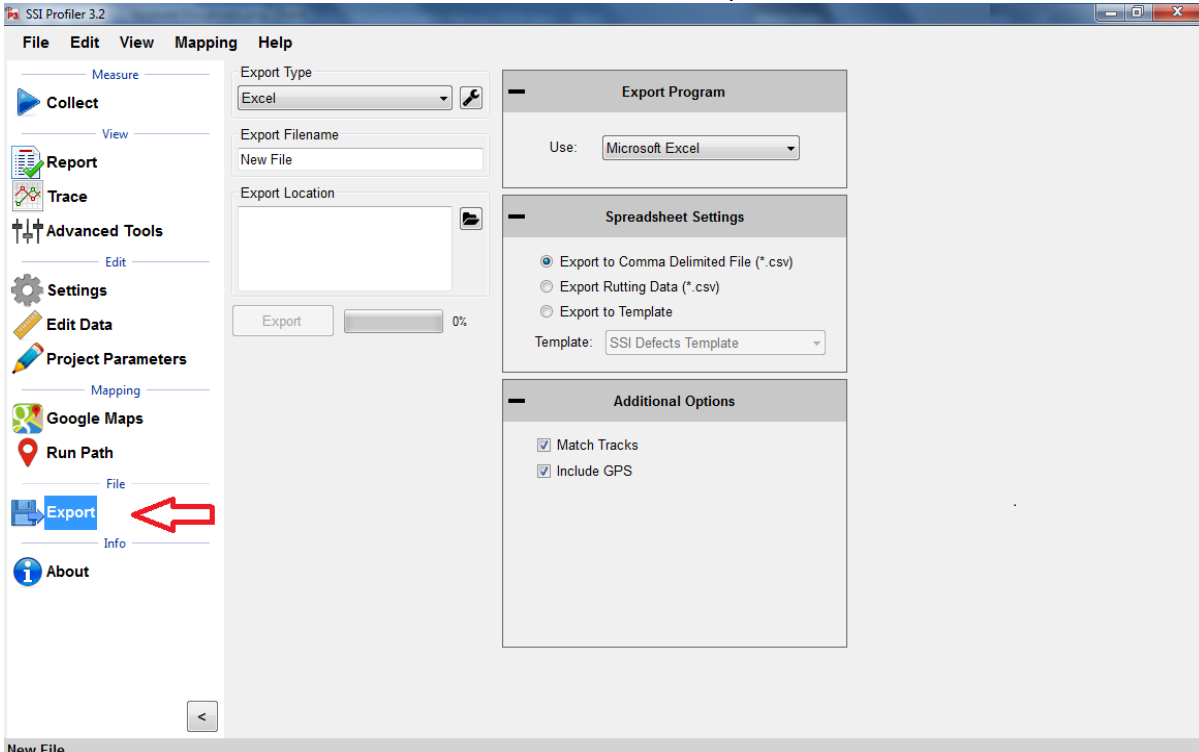 SSI Profiler 3.2
File Edit View Mapping Help
Measure
Collect
View
Report
Trace
Advanced Tools
Edit
Settings
Edit Data
Project Parameters
Mapping
Google Maps
Run Path
File
Export
Info
About
<
Export Type
Excel
Export Filename
New File
Export Location
Export 0%
Export Program
Use: Microsoft Excel
Spreadsheet Settings
Export to Comma Delimited File (*.csv)
Export Rutting Data (*.csv)
Export to Template
Template: SSI Defects Template
Additional Options
Match Tracks
Include GPS
New File